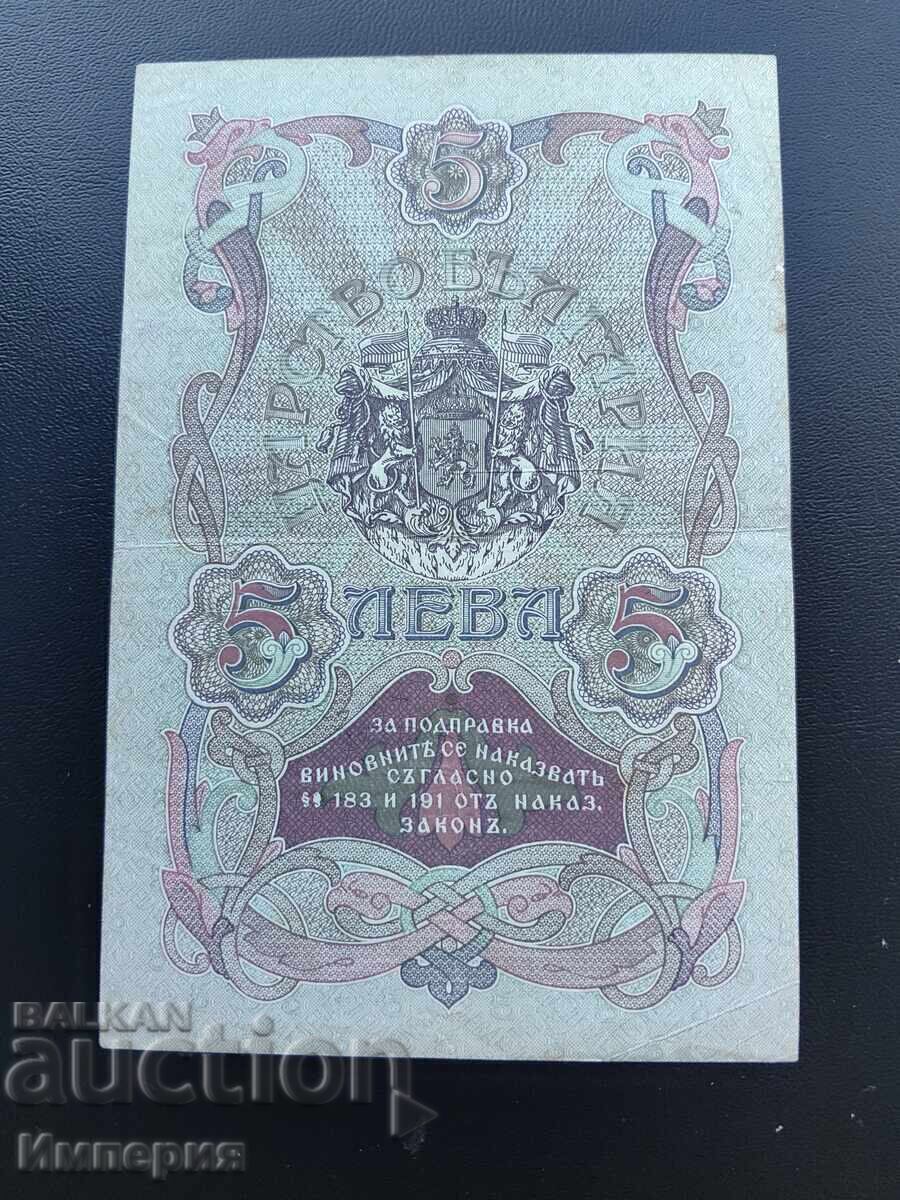 5
ЦАРСТВО БЪЛГАРИЯ
5 ЛЕВА 5
ЗА ПОДПРАВКА
ВИНОВНИТѢ СЕ НАКАЗВАТЬ
СЪГЛАСНО
§§ 183 И 191 ОТЪ НАКАЗ.
ЗАКОНЪ.
BALKAN
auction
Империя